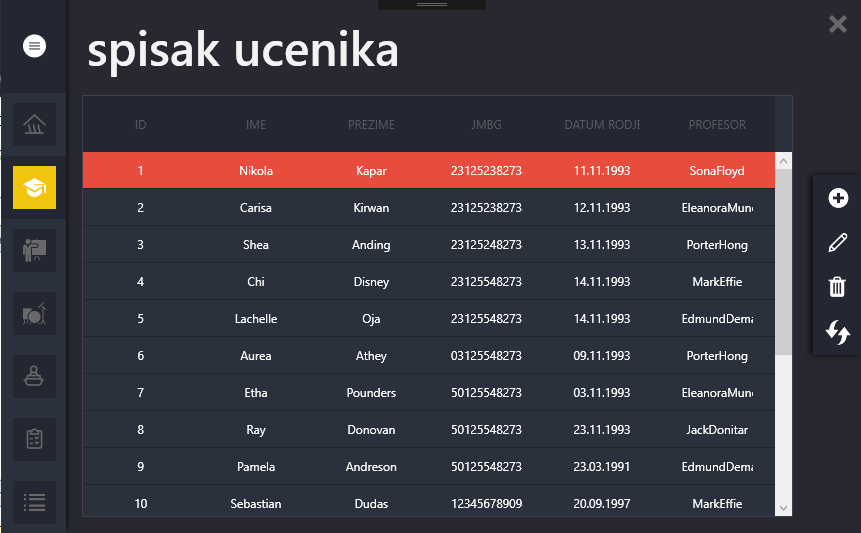 spisak ucenika
ID IME PREZIME JMBG DATUM RODJE PROFESOR
1 Nikola Kapar 23125238273 11.11.1993 SonaFloyd
2 Carisa Kirwan 23125238273 12.11.1993 EleanoraMun
3 Shea Anding 23125248273 13.11.1993 PorterHong
4 Chi Disney 23125548273 14.11.1993 MarkEffie
5 Lachelle Oja 23125548273 14.11.1993 EdmundDema
6 Aurea Athey 03125548273 09.11.1993 PorterHong
7 Etha Pounders 50125548273 03.11.1993 EleanoraMun
8 Ray Donovan 50125548273 23.11.1993 JackDonitar
9 Pamela Andreson 50125548273 23.03.1991 EdmundDema
10 Sebastian Dudas 12345678909 20.09.1997 MarkEffie